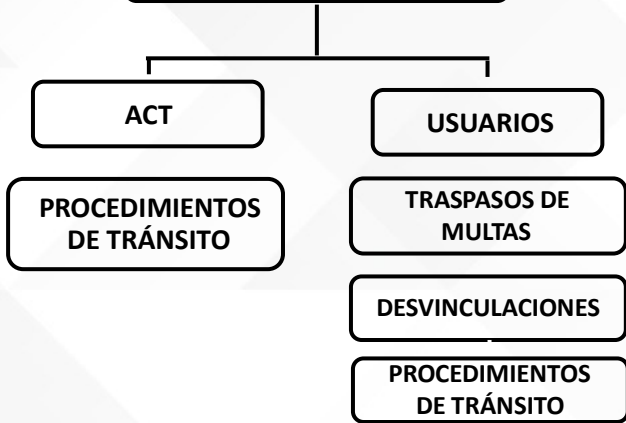 ACT
PROCEDIMIENTOS
DE TRÁNSITO
USUARIOS
TRASPASOS DE
MULTAS
DESVINCULACIONES
PROCEDIMIENTOS
DE TRÁNSITO